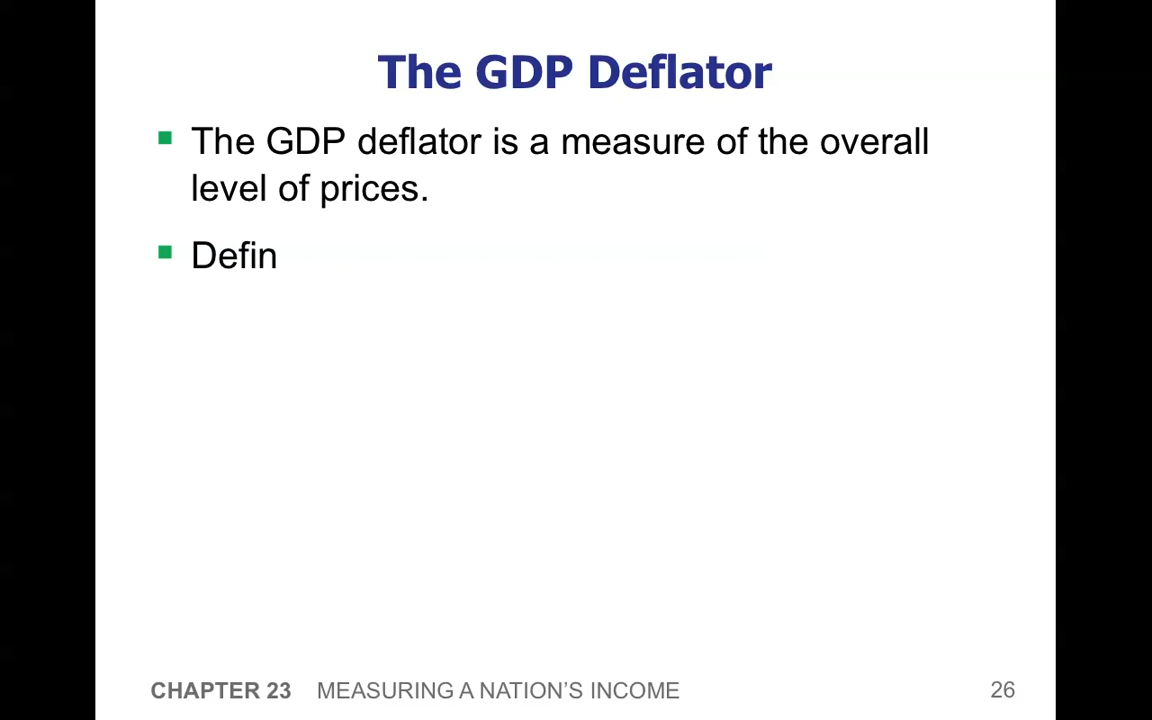 The GDP Deflator
The GDP deflator is a measure of the overall
level of prices.
Defin
CHAPTER 23 MEASURING A NATION’S INCOME 26